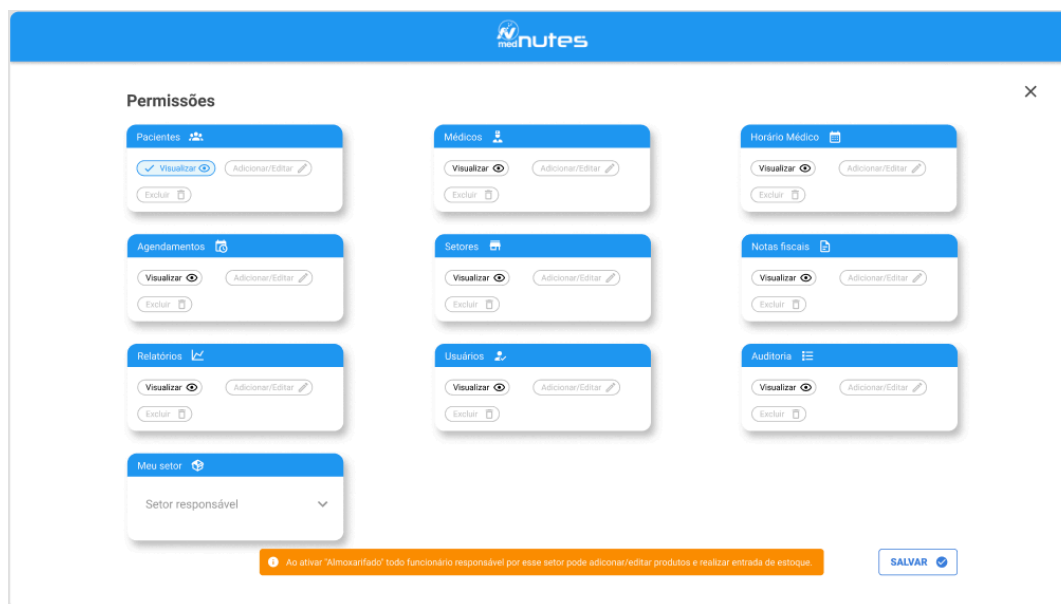 med nutes
Permissões
Pacientes
Visualizar Adicionar/Editar
Excluir
Médicos
Visualizar Adicionar/Editar
Excluir
Horário Médico
Visualizar Adicionar/Editar
Excluir
Agendamentos
Visualizar Adicionar/Editar
Excluir
Setores
Visualizar Adicionar/Editar
Excluir
Notas fiscais
Visualizar Adicionar/Editar
Excluir
Relatórios
Visualizar Adicionar/Editar
Excluir
Usuários
Visualizar Adicionar/Editar
Excluir
Auditoria
Visualizar Adicionar/Editar
Excluir
Meu setor
Setor responsável
Ao ativar "Almoxarifado" todo funcionário responsável por esse setor pode adiconar/editar produtos e realizar entrada de estoque.
SALVAR